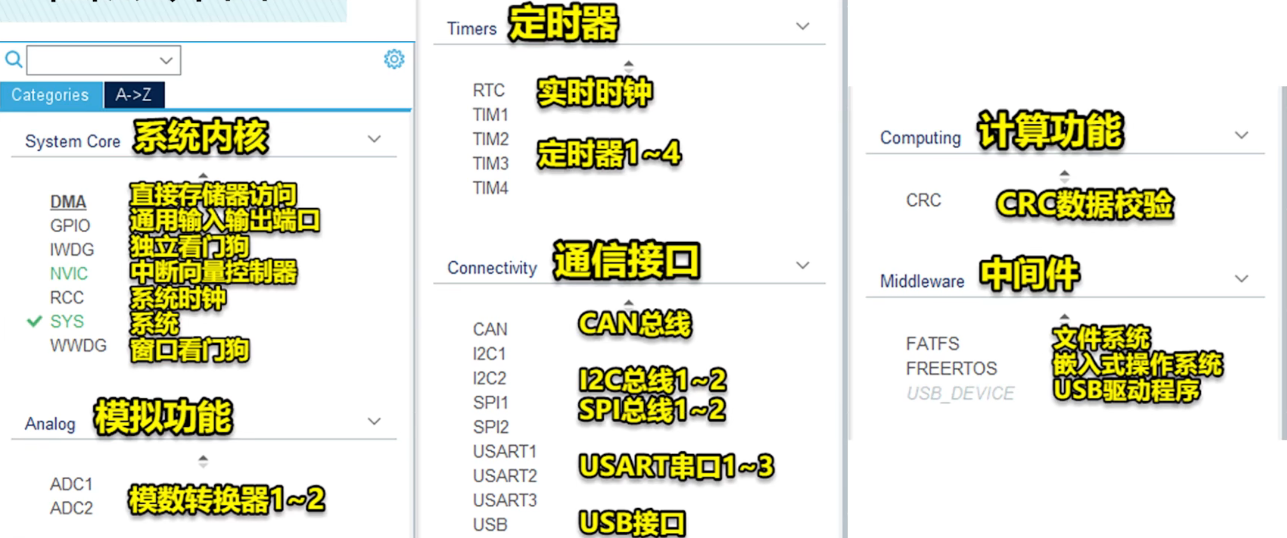 Categories A->Z
System Core 系统内核
DMA 直接存储器访问
GPIO 通用输入输出端口
IWDG 独立看门狗
NVIC 中断向量控制器
RCC 系统时钟
SYS 系统
WWDG 窗口看门狗
Analog 模拟功能
ADC1
ADC2
模数转换器1~2
Timers 定时器
RTC 实时时钟
TIM1
TIM2
TIM3
TIM4
定时器1~4
Connectivity 通信接口
CAN CAN总线
I2C1
I2C2 I2C总线1~2
SPI1 SPI总线1~2
SPI2
USART1
USART2 USART串口1~3
USART3
USB USB接口
Computing 计算功能
CRC CRC数据校验
Middleware 中间件
FATFS 文件系统
FREERTOS 嵌入式操作系统
USB_DEVICE USB驱动程序